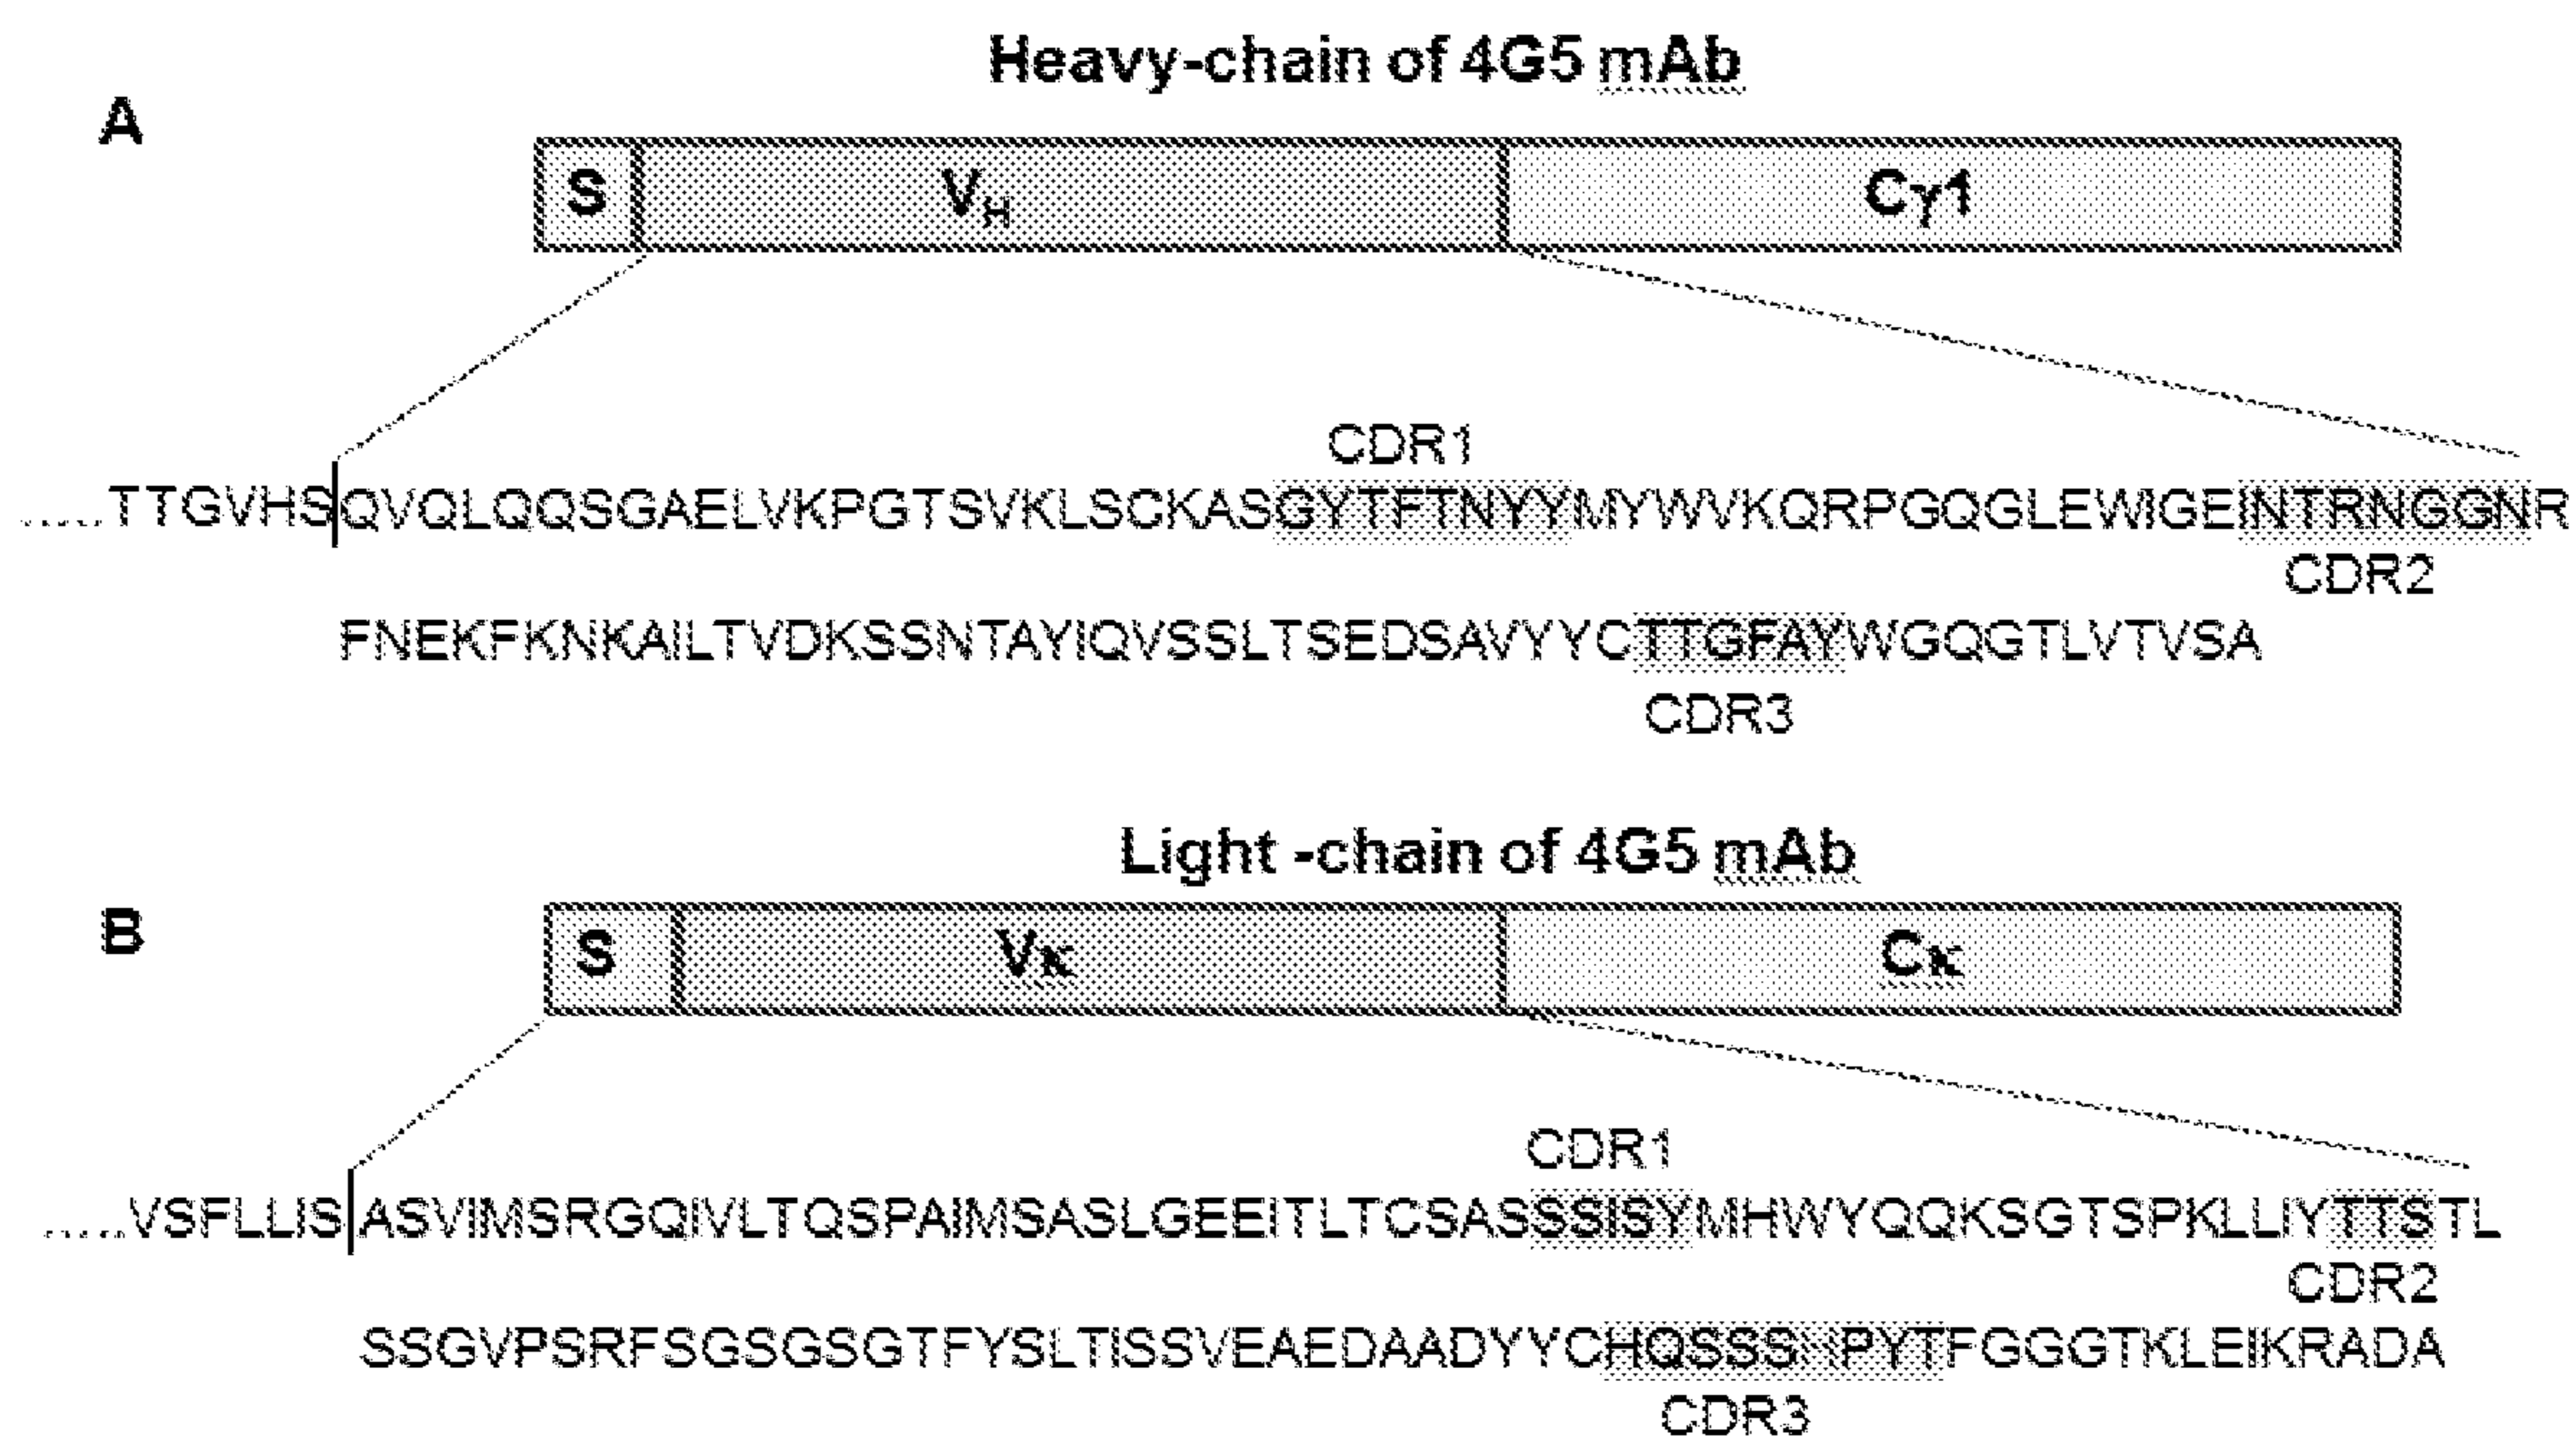 Heavy-chain of 4G5 mAb
A
S VH Cγ1
CDR1
.....TTGVHS|QVQLQQSGAELVKPGTSVKLSCKASGYTFTNYYMYWVKQRPGQGLEWIGEINTRNGGNR
CDR2
FNEKFKNKAILTVDKSSNTAYIQVSSLTSEDSAVYYCTTGFAYWGQGTLVTVSA
CDR3
Light -chain of 4G5 mAb
B
S Vκ Cκ
CDR1
.....VSFLLIS|ASVIMSRGQIVLTQSPAIMSASLGEEITLTCSASSSISYMHWYQQKSGTSPKLLIYTTSTL
CDR2
SSGVPSRFSGSGSGTFYSLTISSVEAEDAADYYCHQSSS PYTFGGGTKLEIKRADA
CDR3